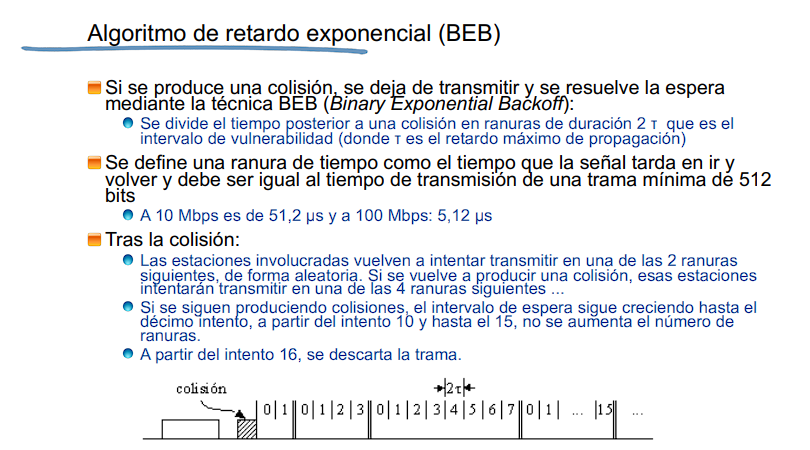 Algoritmo de retardo exponencial (BEB)
Si se produce una colisión, se deja de transmitir y se resuelve la espera
mediante la técnica BEB (Binary Exponential Backoff):
Se divide el tiempo posterior a una colisión en ranuras de duración 2 τ que es el
intervalo de vulnerabilidad (donde τ es el retardo máximo de propagación)
Se define una ranura de tiempo como el tiempo que la señal tarda en ir y
volver y debe ser igual al tiempo de transmisión de una trama mínima de 512
bits
A 10 Mbps es de 51,2 μs y a 100 Mbps: 5,12 μs
Tras la colisión:
Las estaciones involucradas vuelven a intentar transmitir en una de las 2 ranuras
siguientes, de forma aleatoria. Si se vuelve a producir una colisión, esas estaciones
intentarán transmitir en una de las 4 ranuras siguientes ...
Si se siguen produciendo colisiones, el intervalo de espera sigue creciendo hasta el
décimo intento, a partir del intento 10 y hasta el 15, no se aumenta el número de
ranuras.
A partir del intento 16, se descarta la trama.
colisión 2τ
0 1 0 1 2 3 0 1 2 3 4 5 6 7 0 1 ... 15 ...